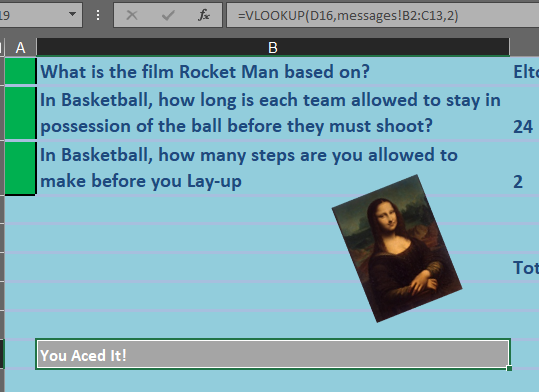 19 fx =VLOOKUP(D16,messages!B2:C13,2)
A B
What is the film Rocket Man based on?
In Basketball, how long is each team allowed to stay in
possession of the ball before they must shoot? 24
In Basketball, how many steps are you allowed to
make before you Lay-up 2
You Aced It!